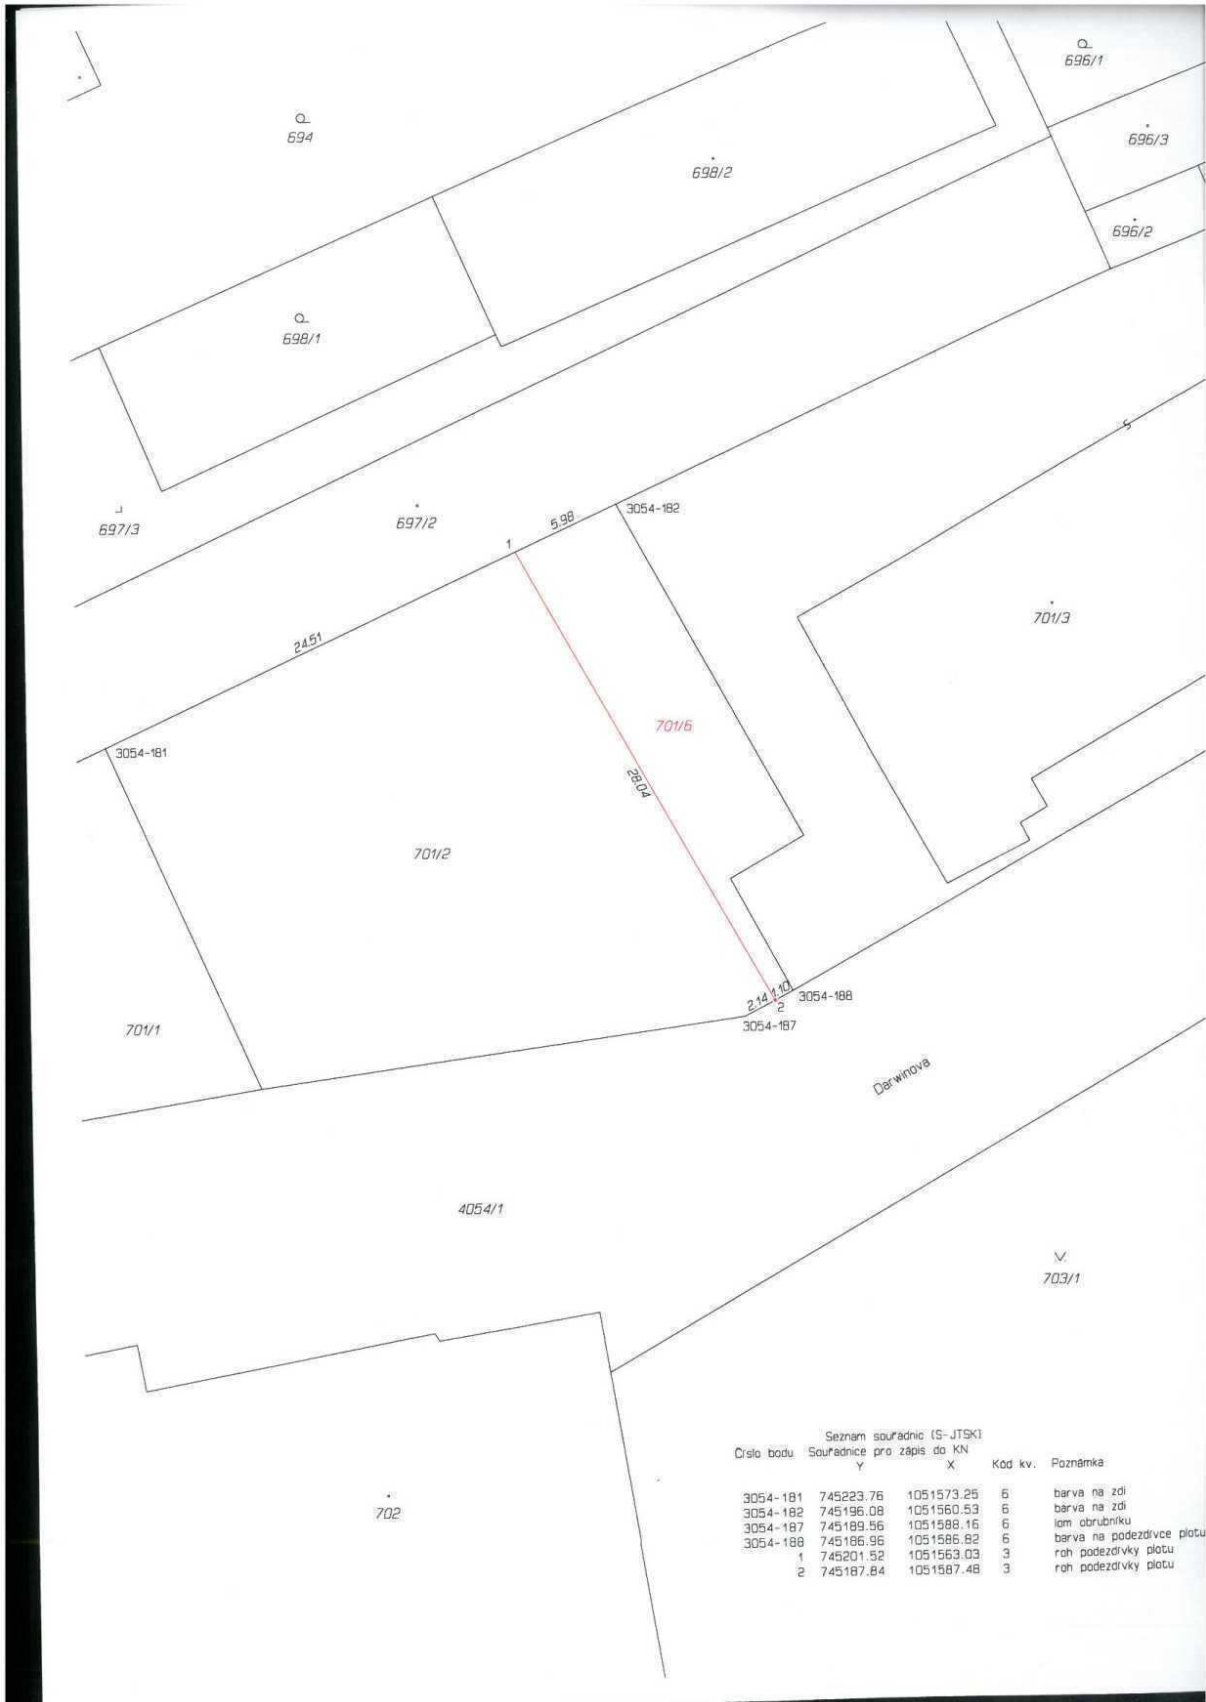 696/1
694
696/3
698/2
696/2
698/1
3054-182
5.98
697/2
697/3
1
701/3
24.51
701/6
3054-181
28.04
701/2
2.14 1.10
3054-188
2
3054-187
701/1
Darwinova
4054/1
703/1
702
Seznam souřadnic (S-JTSK)
Číslo bodu Souřadnice pro zápis do KN
Y X Kód kv. Poznámka
3054-181 745223.76 1051573.25 6 barva na zdi
3054-182 745196.08 1051560.53 6 barva na zdi
3054-187 745189.56 1051588.16 6 lom obrubníku
3054-188 745186.96 1051586.82 6 barva na podezdívce plotu
1 745201.52 1051563.03 3 roh podezdívky plotu
2 745187.84 1051587.48 3 roh podezdívky plotu